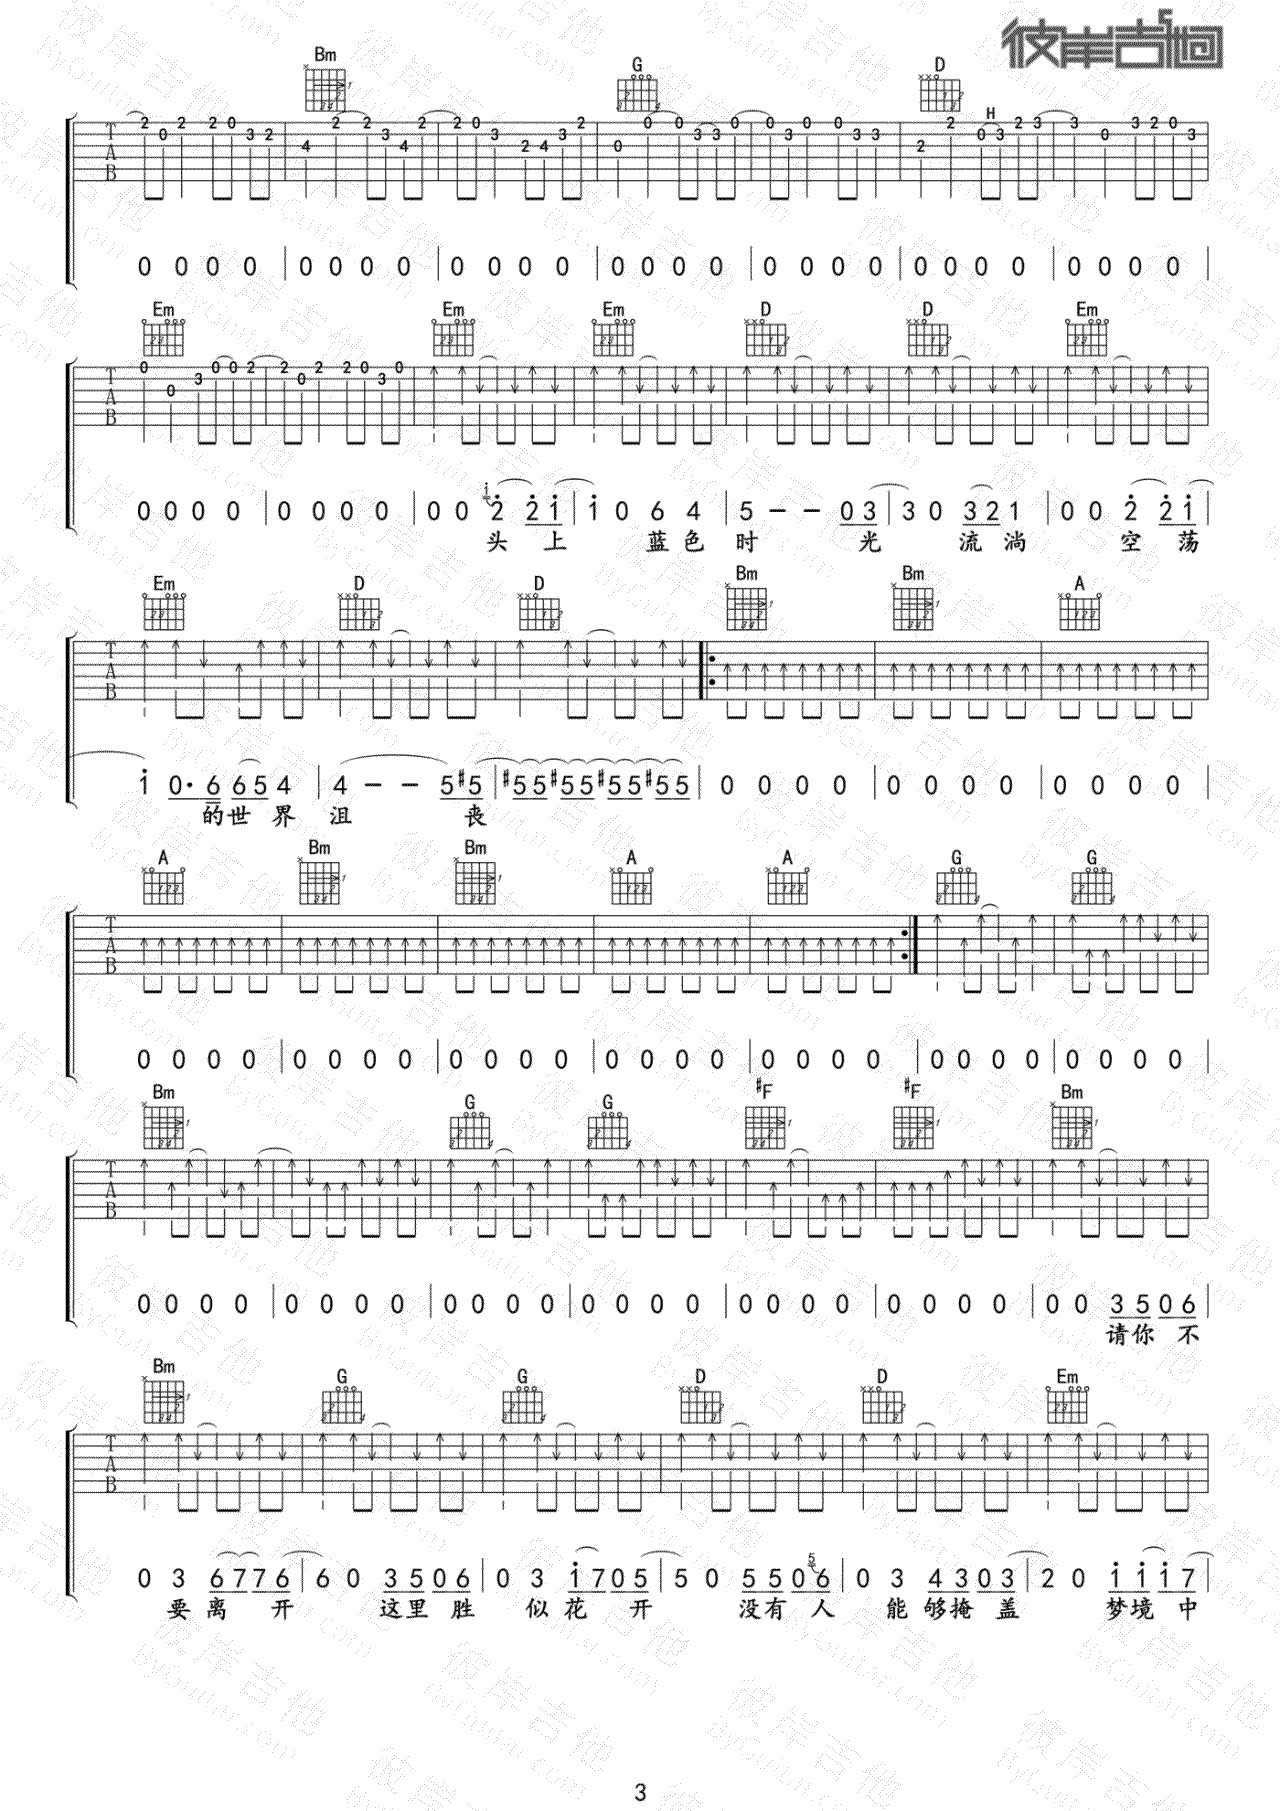 彼岸吉他
Bm G D
H
T A B 2 0 2 2 0 3 2 4 2 2 3 4 2 2 0 3 2 4 3 2 0 0 0 3 3 0 0 3 0 0 3 3 2 2 0 3 2 3 3 0 3 2 0 3
0 0 0 0 | 0 0 0 0 | 0 0 0 0 | 0 0 0 0 | 0 0 0 0 | 0 0 0 0 | 0 0 0 0
Em Em Em D D Em
T A B 0 0 3 0 0 2 2 0 2 2 0 3 0
0 0 0 0 | 0 0 0 0 | 0 0 2 2 1 | 1 0 6 4 | 5 - - 0 3 | 3 0 3 2 1 | 0 0 2 2 1
头 上 蓝 色 时 光 流 淌 空 荡
Em D D Bm Bm A
T A B
1 0· 6 6 5 4 | 4 - - 5 #5 | #5 5 #5 5 #5 5 #5 5 | 0 0 0 0 | 0 0 0 0 | 0 0 0 0
的 世 界 沮 丧
A Bm Bm A A G G
T A B
0 0 0 0 | 0 0 0 0 | 0 0 0 0 | 0 0 0 0 | 0 0 0 0 | 0 0 0 0 | 0 0 0 0
Bm G G #F #F Bm
T A B
0 0 0 0 | 0 0 0 0 | 0 0 0 0 | 0 0 0 0 | 0 0 0 0 | 0 0 0 0 | 0 0 3 5 0 6
请 你 不
Bm G G D D Em
T A B
0 3 6 7 7 6 | 6 0 3 5 0 6 | 0 3 1 7 0 5 | 5 0 5 5 0 6 | 0 3 4 3 0 3 | 2 0 1 1 1 7
要 离 开 这 里 胜 似 花 开 没 有 人 能 够 掩 盖 梦 境 中
3